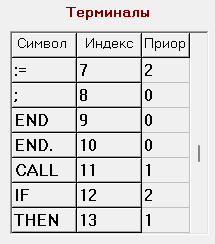 Терминалы
Символ Индекс Приор
:= 7 2
; 8 0
END 9 0
END. 10 0
CALL 11 1
IF 12 2
THEN 13 1